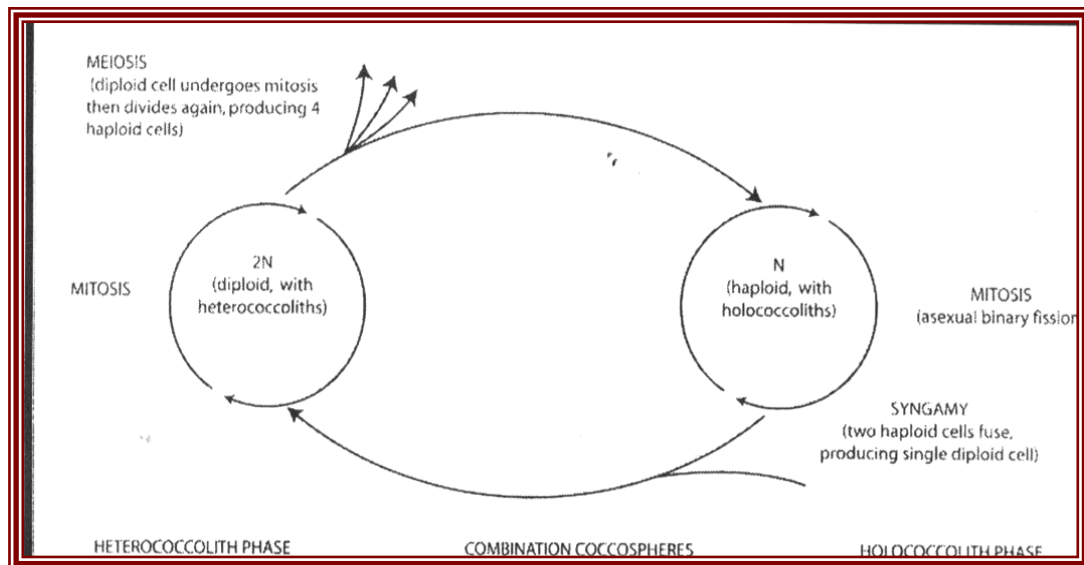 MEIOSIS
(diploid cell undergoes mitosis
then divides again, producing 4
haploid cells)
2N
(diploid, with
heterococcoliths)
MITOSIS
N
(haploid, with
holococcoliths)
MITOSIS
(asexual binary fission
SYNGAMY
(two haploid cells fuse,
producing single diploid cell)
HETEROCOCCOLITH PHASE
COMBINATION COCCOSPHERES
HOLOCOCCOLITH PHASE